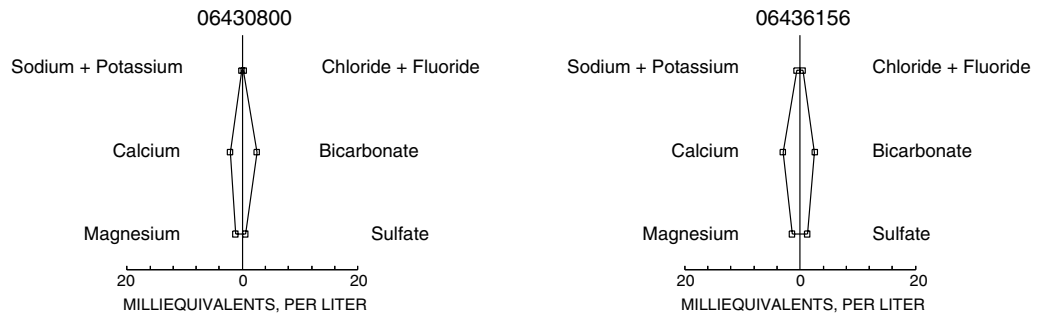 06430800
Sodium + Potassium
Chloride + Fluoride
Calcium
Bicarbonate
Magnesium
Sulfate
20
0
20
MILLIEQUIVALENTS, PER LITER
06436156
Sodium + Potassium
Chloride + Fluoride
Calcium
Bicarbonate
Magnesium
Sulfate
20
0
20
MILLIEQUIVALENTS, PER LITER